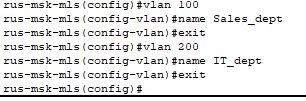 rus-msk-mls(config)#vlan 100
rus-msk-mls(config-vlan)#name Sales_dept
rus-msk-mls(config-vlan)#exit
rus-msk-mls(config)#vlan 200
rus-msk-mls(config-vlan)#name IT_dept
rus-msk-mls(config-vlan)#exit
rus-msk-mls(config)#